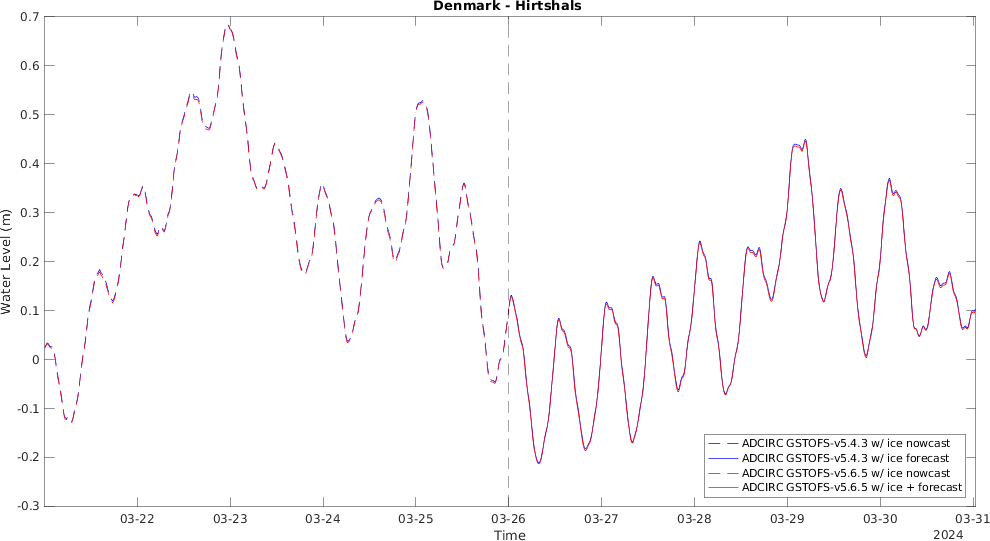 Denmark - Hirtshals
0.7
0.6
0.5
0.4
0.3
0.2
0.1
0
-0.1
-0.2
-0.3
Water Level (m)
ADCIRC GSTOFS-v5.4.3 w/ ice nowcast
ADCIRC GSTOFS-v5.4.3 w/ ice forecast
ADCIRC GSTOFS-v5.6.5 w/ ice nowcast
ADCIRC GSTOFS-v5.6.5 w/ ice + forecast
03-22 03-23 03-24 03-25 03-26 03-27 03-28 03-29 03-30 03-31
Time
2024